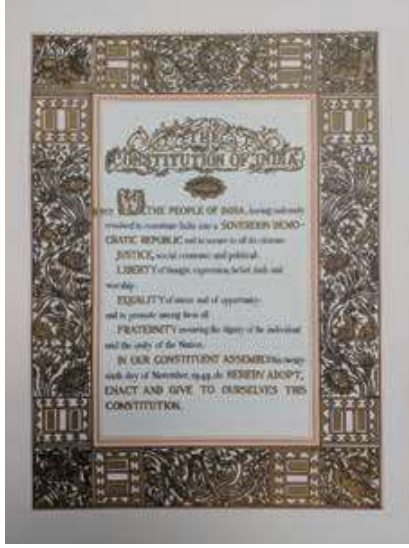 THE
CONSTITUTION OF INDIA
WE, THE PEOPLE OF INDIA, having solemnly
resolved to constitute India into a SOVEREIGN DEMO-
CRATIC REPUBLIC and to secure to all its citizens:
JUSTICE, social, economic and political;
LIBERTY of thought, expression, belief, faith and
worship;
EQUALITY of status and of opportunity;
and to promote among them all
FRATERNITY assuring the dignity of the individual
and the unity of the Nation;
IN OUR CONSTITUENT ASSEMBLY this twenty-
sixth day of November, 1949, do HEREBY ADOPT,
ENACT AND GIVE TO OURSELVES THIS
CONSTITUTION.